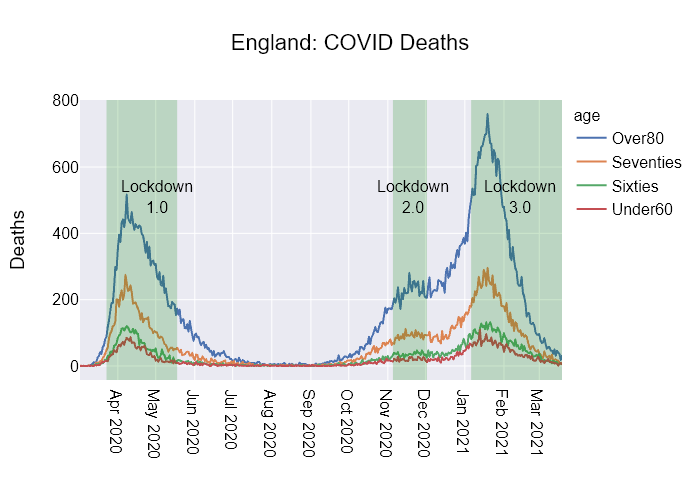 England: COVID Deaths
Deaths
800
600
400
200
0
Lockdown
1.0
Lockdown
2.0
Lockdown
3.0
age
Over80
Seventies
Sixties
Under60
Apr 2020
May 2020
Jun 2020
Jul 2020
Aug 2020
Sep 2020
Oct 2020
Nov 2020
Dec 2020
Jan 2021
Feb 2021
Mar 2021